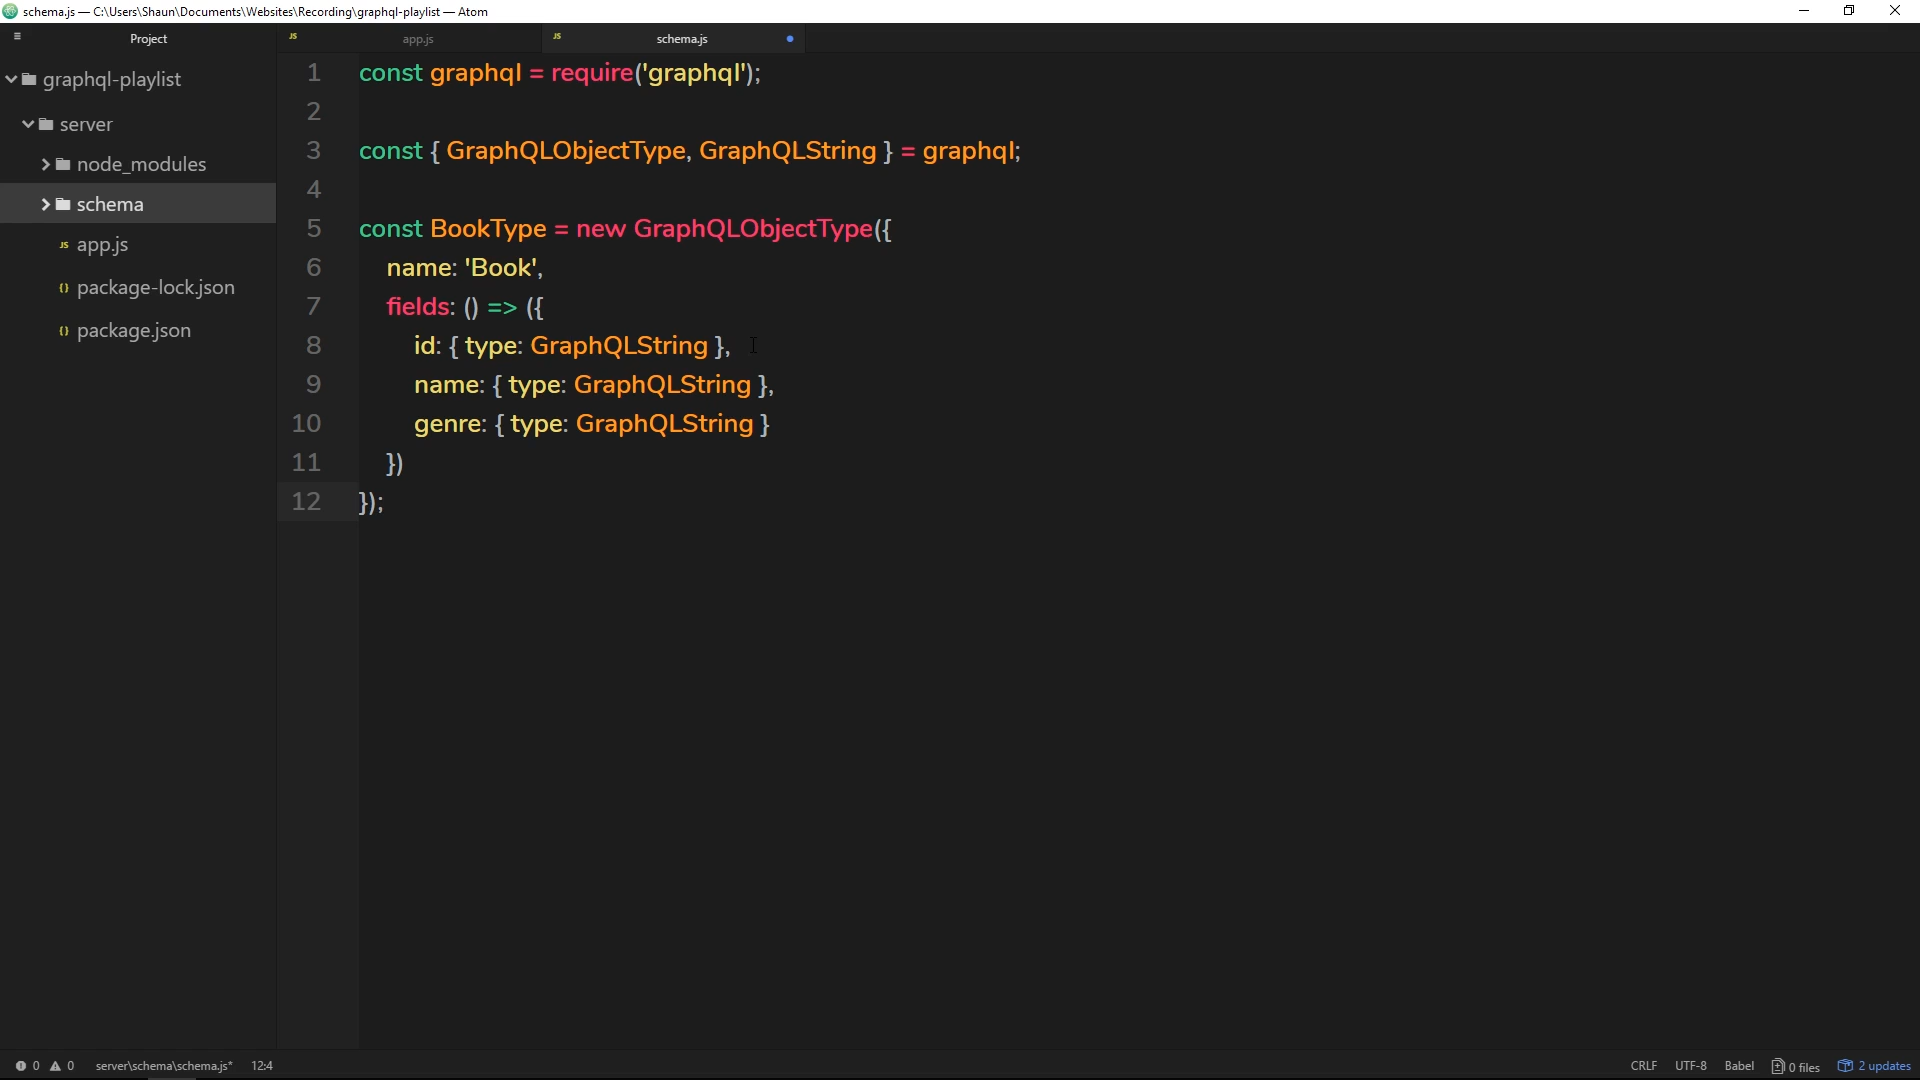 schema.js — C:\Users\Shaun\Documents\Websites\Recording\graphql-playlist — Atom
Project
JS app.js
JS schema.js
graphql-playlist
server
node_modules
schema
JS app.js
{} package-lock.json
{} package.json
1 const graphql = require('graphql');
2
3 const { GraphQLObjectType, GraphQLString } = graphql;
4
5 const BookType = new GraphQLObjectType({
6 name: 'Book',
7 fields: () => ({
8 id: { type: GraphQLString },
9 name: { type: GraphQLString },
10 genre: { type: GraphQLString }
11 })
12 });
0 0 server\schema\schema.js* 12:4 CRLF UTF-8 Babel 0 files 2 updates